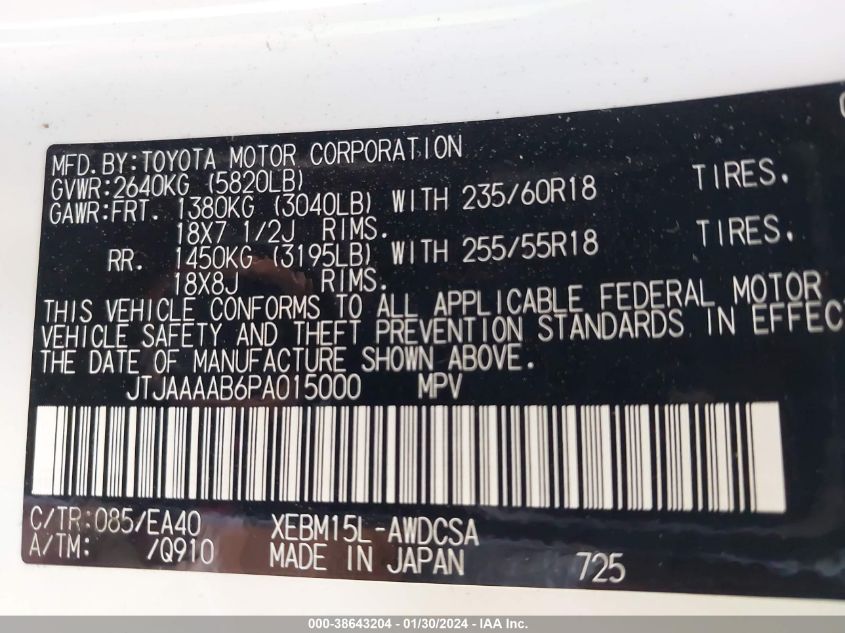 MFD.BY:TOYOTA MOTOR CORPORATION
GVWR:2640KG (5820LB)
GAWR:FRT. 1380KG (3040LB) WITH 235/60R18 TIRES.
18X7 1/2J RIMS.
RR. 1450KG (3195LB) WITH 255/55R18 TIRES.
18X8J RIMS.
THIS VEHICLE CONFORMS TO ALL APPLICABLE FEDERAL MOTOR
VEHICLE SAFETY AND THEFT PREVENTION STANDARDS IN EFFEC
THE DATE OF MANUFACTURE SHOWN ABOVE.
JTJAAAAB6PA015000 MPV
C/TR:085/EA40 XEBM15L-AWDCSA
A/TM: /Q910 MADE IN JAPAN 725
000-38643204 - 01/30/2024 - IAA Inc.